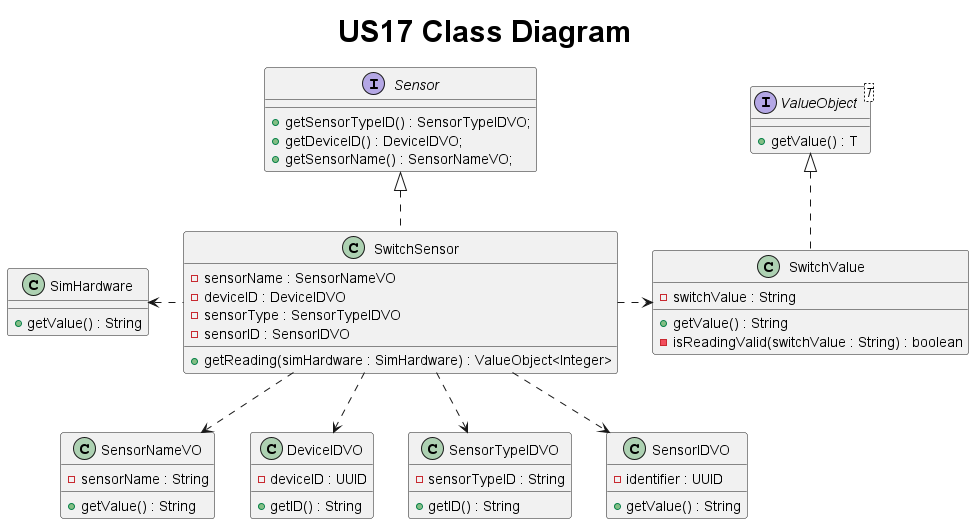 US17 Class Diagram
I Sensor
getSensorTypeID() : SensorTypeIDVO;
getDeviceID() : DeviceIDVO;
getSensorName() : SensorNameVO;
I ValueObject T
getValue() : T
C SwitchSensor
sensorName : SensorNameVO
deviceID : DeviceIDVO
sensorType : SensorTypeIDVO
sensorID : SensorIDVO
getReading(simHardware : SimHardware) : ValueObject<Integer>
C SimHardware
getValue() : String
C SwitchValue
switchValue : String
getValue() : String
isReadingValid(switchValue : String) : boolean
C SensorNameVO
sensorName : String
getValue() : String
C DeviceIDVO
deviceID : UUID
getID() : String
C SensorTypeIDVO
sensorTypeID : String
getID() : String
C SensorIDVO
identifier : UUID
getValue() : String